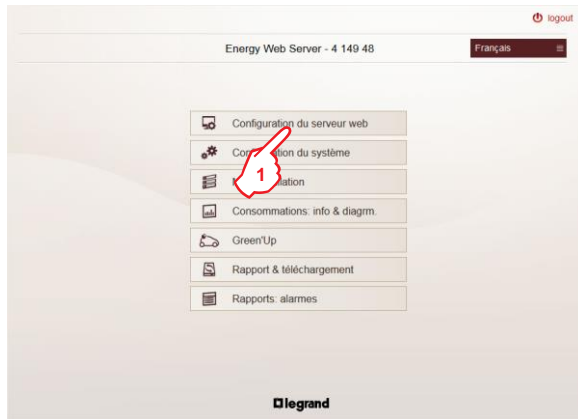 logout
Energy Web Server - 4 149 48
Français
Configuration du serveur web
du système
1
Consommations: info & diagrm.
Green'Up
Rapport & téléchargement
Rapports: alarmes
legrand